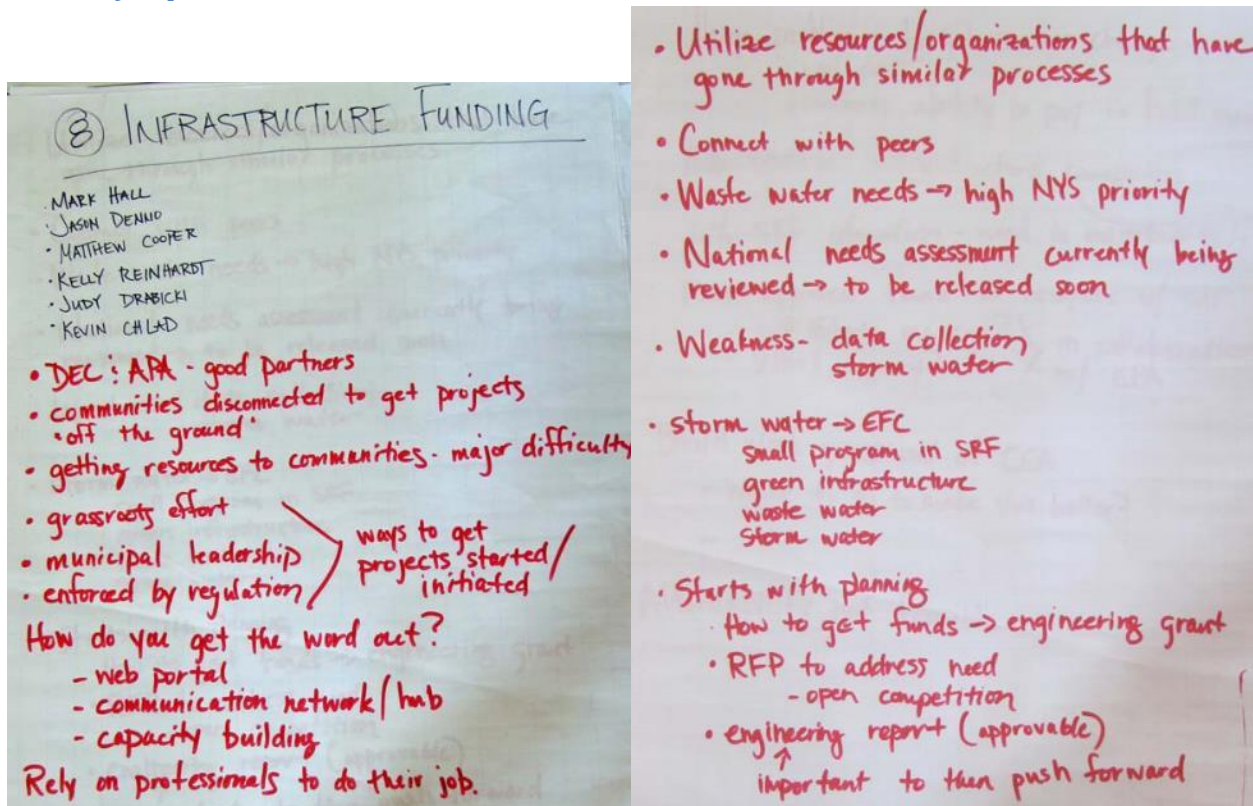 ⑧ INFRASTRUCTURE FUNDING
· MARK HALL
· JASON DENNO
· MATTHEW COOPER
· KELLY REINHARDT
· JUDY DRABICKI
· KEVIN CHLAD
• DEC : APA - good partners
• communities disconnected to get projects
"off the ground"
• getting resources to communities - major difficulty
• grassroots effort
• municipal leadership
• enforced by regulation
ways to get
projects started/
initiated
How do you get the word out?
- web portal
- communication network/hub
- capacity building
Rely on professionals to do their job.
• Utilize resources/organizations that have
gone through similar processes
• Connect with peers
• Waste water needs → high NYS priority
• National needs assessment currently being
reviewed → to be released soon
• Weakness - data collection
storm water
• storm water → EFC
small program in SRF
green infrastructure
waste water
storm water
• Starts with planning
• How to get funds → engineering grant
• RFP to address need
- open competition
• engineering report (approvable)
↑
important to then push forward